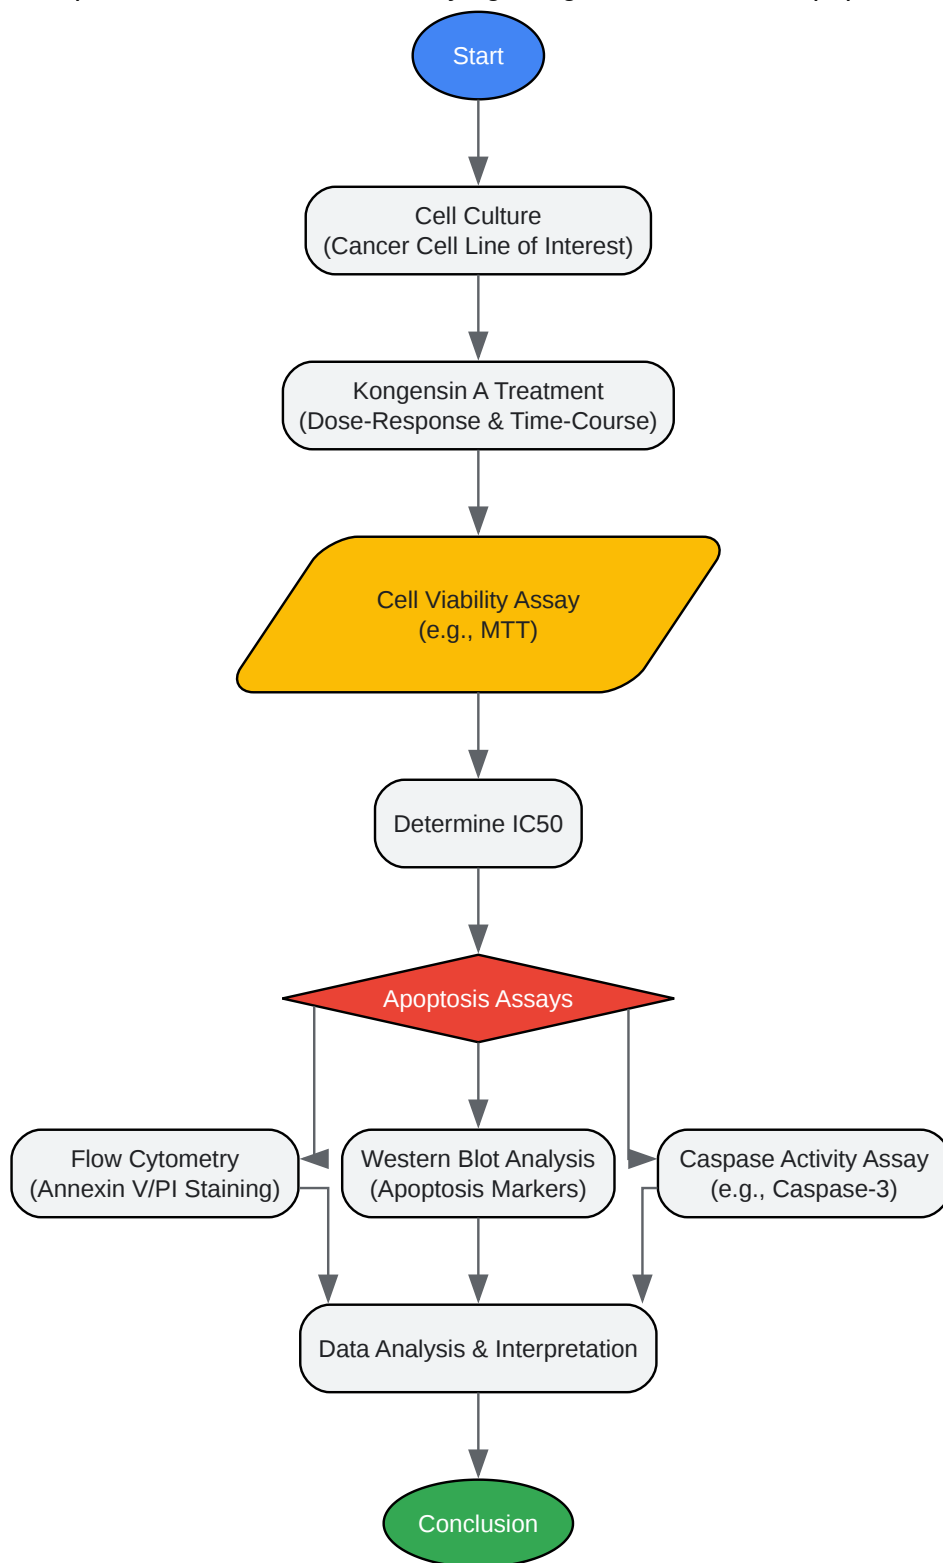 Start
Cell Culture
(Cancer Cell Line of Interest)
Kongensin A Treatment
(Dose-Response & Time-Course)
Cell Viability Assay
(e.g., MTT)
Determine IC50
Apoptosis Assays
Flow Cytometry
(Annexin V/PI Staining)
Western Blot Analysis
(Apoptosis Markers)
Caspase Activity Assay
(e.g., Caspase-3)
Data Analysis & Interpretation
Conclusion